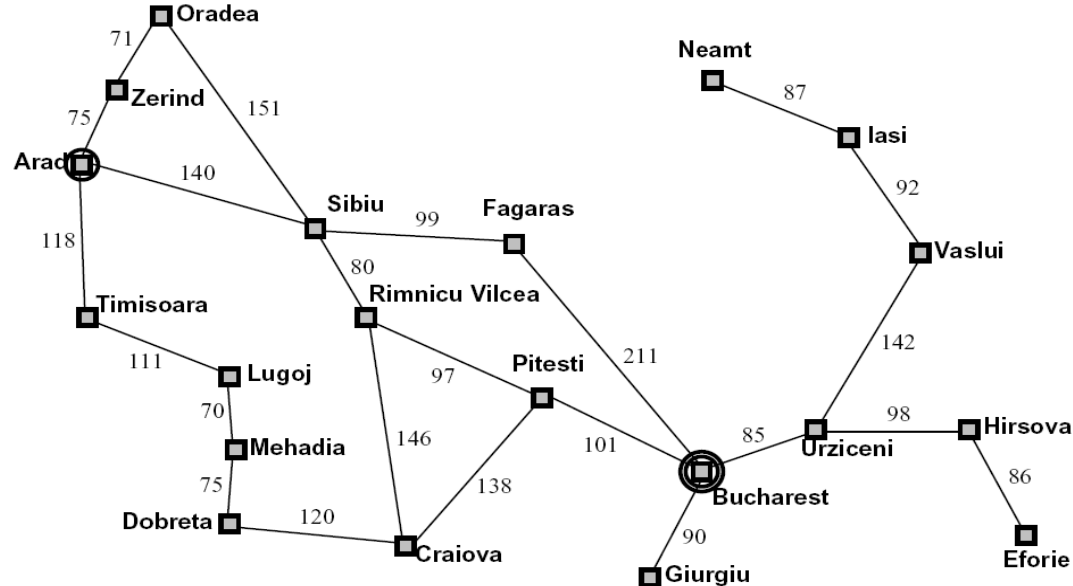 Oradea
71
Neamt
87
Zerind
75
151
Iasi
Arad
140
92
Sibiu
99
Fagaras
118
Vaslui
80
Timisoara
Rimnicu Vilcea
111
Lugoj
97
Pitesti
211
142
70
98
Hirsova
Mehadia
146
101
85
Urziceni
75
138
86
Bucharest
Dobreta
120
90
Craiova
Eforie
Giurgiu